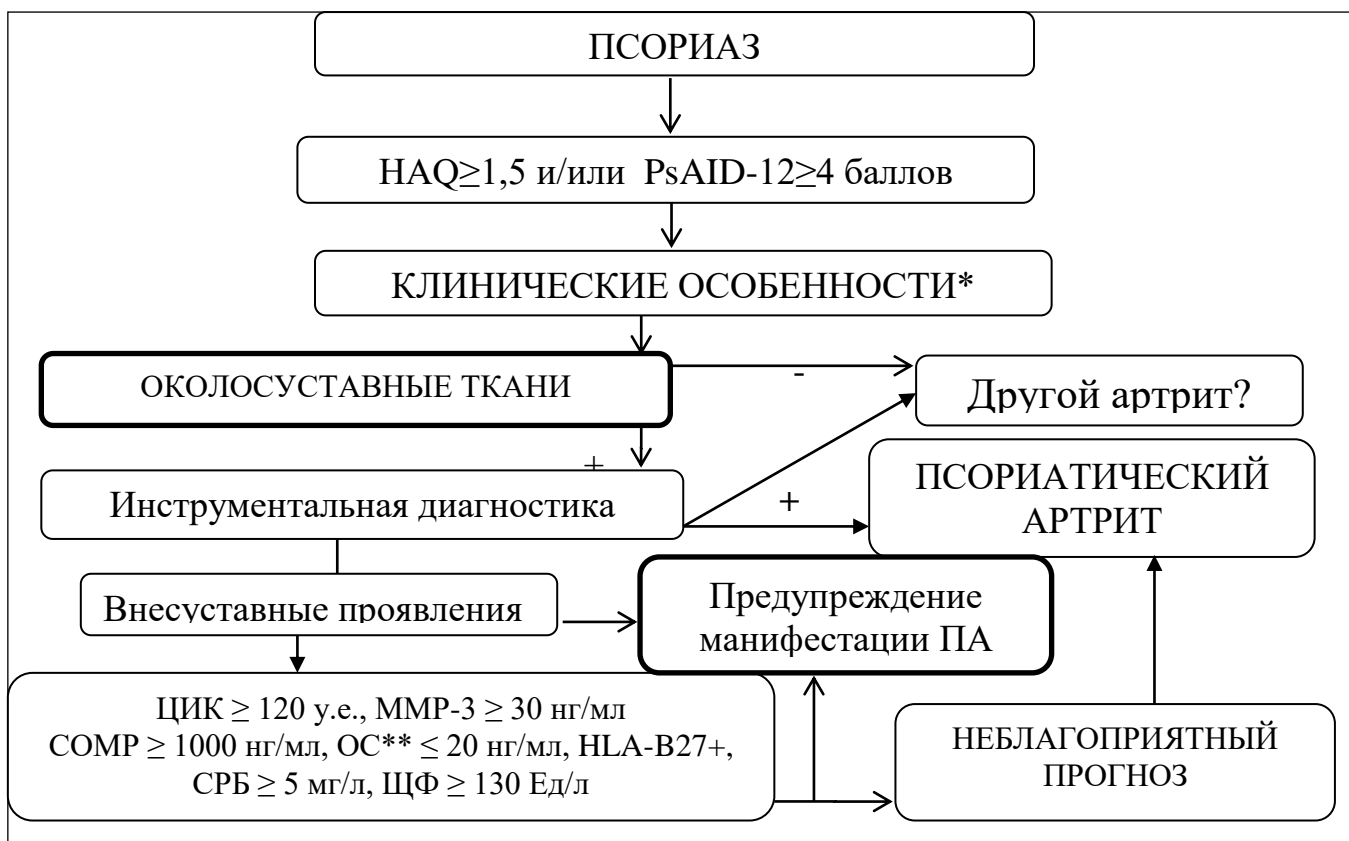 ПСОРИАЗ
HAQ≥1,5 и/или PsAID-12≥4 баллов
КЛИНИЧЕСКИЕ ОСОБЕННОСТИ*
ОКОЛОСУСТАВНЫЕ ТКАНИ
-
Другой артрит?
+
Инструментальная диагностика
+
ПСОРИАТИЧЕСКИЙ
АРТРИТ
Внесуставные проявления
Предупреждение
манифестации ПА
ЦИК ≥ 120 у.е., ММР-3 ≥ 30 нг/мл
COMP ≥ 1000 нг/мл, ОС** ≤ 20 нг/мл, HLA-B27+,
СРБ ≥ 5 мг/л, ЩФ ≥ 130 Ед/л
НЕБЛАГОПРИЯТНЫЙ
ПРОГНОЗ